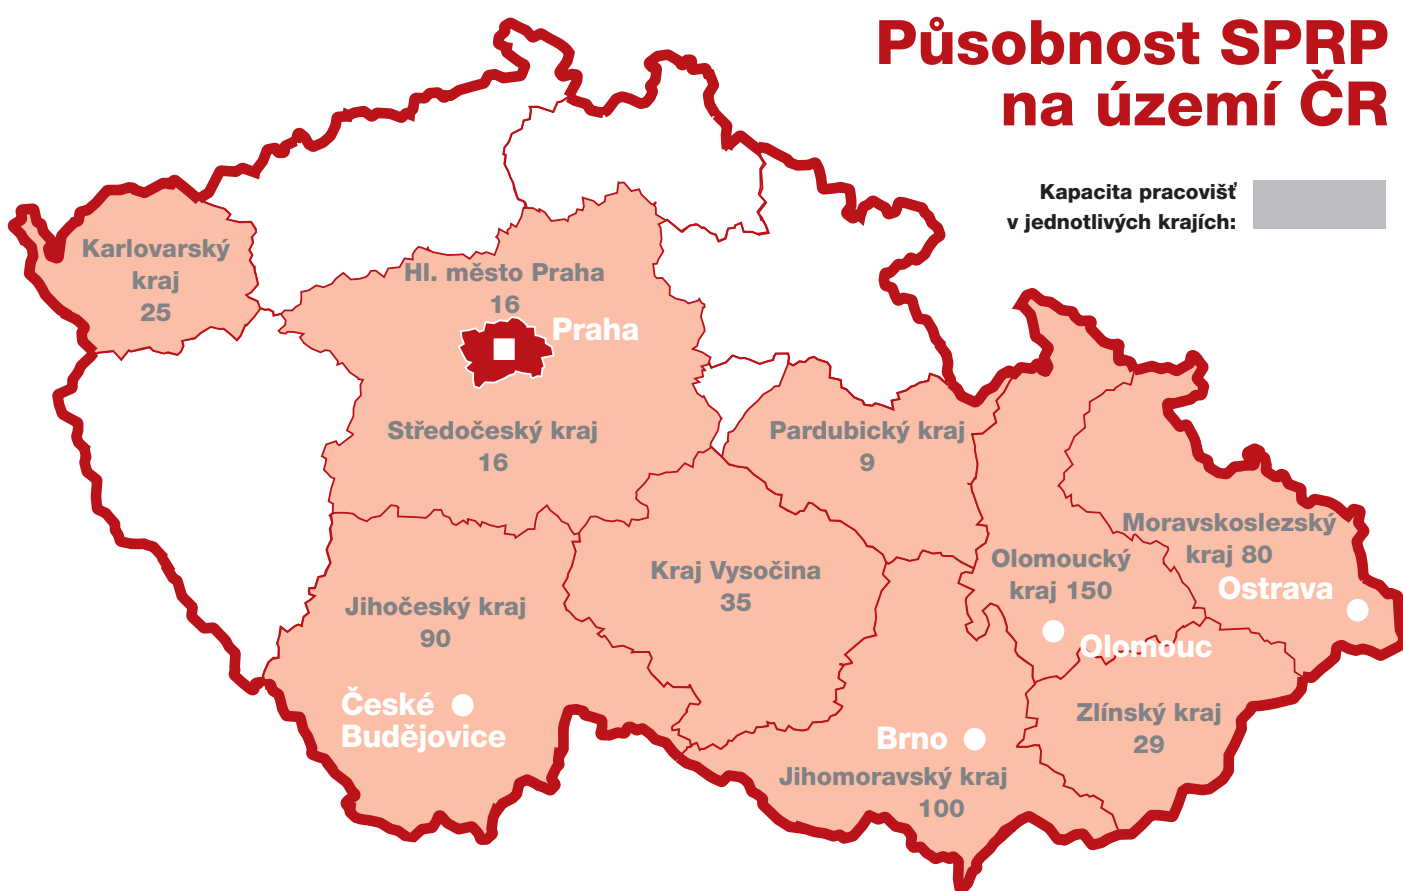 Působnost SPRP
na území ČR
Kapacita pracovišť
v jednotlivých krajích:
Karlovarský
kraj
25
Hl. město Praha
16
Praha
Středočeský kraj
16
Pardubický kraj
9
Moravskoslezský
kraj 80
Ostrava
Olomoucký
kraj 150
Olomouc
Kraj Vysočina
35
Jihočeský kraj
90
České
Budějovice
Zlínský kraj
29
Brno
Jihomoravský kraj
100